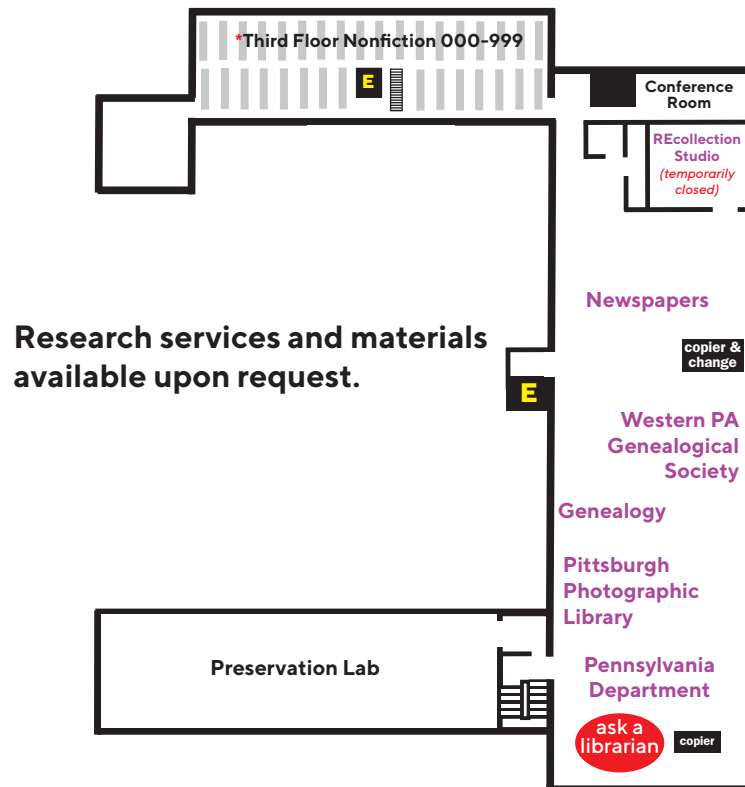 *Third Floor Nonfiction 000-999
E
Conference
Room
REcollection
Studio
(temporarily
closed)
Newspapers
Research services and materials
available upon request.
copier &
change
E
Western PA
Genealogical
Society
Genealogy
Pittsburgh
Photographic
Library
Preservation Lab
Pennsylvania
Department
ask a
librarian
copier